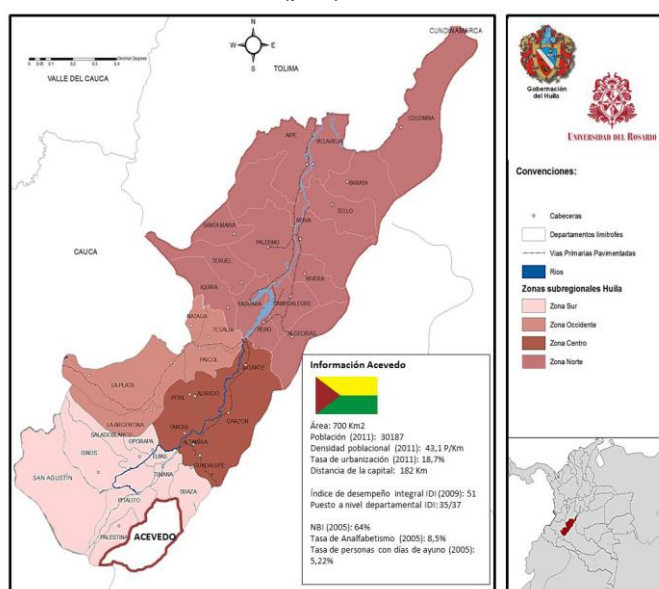 N
W E
S
CUNDINAMARCA
Decimal Degrees
VALLE DEL CAUCA
TOLIMA
COLOMBIA
AIPE
VILLAVIEJA
BARAYA
TELLO
SANTA MARIA
NEIVA
PALERMO
CAUCA
TERUEL
RIVERA
IQUIRA
YAGUARA
CAMPOALEGRE
NATAGA
TESALIA
HOBO
ALGECIRAS
PAICOL
GIGANTE
LA PLATA
PITAL
AGRADO
LA ARGENTINA
TARQUI
GARZON
SALADOBLANCO
OPORAPA
ALTAMIRA
ISNOS
ELIAS
GUADALUPE
SAN AGUSTÍN
TIMANA
PITALITO
SUAZA
PALESTINA
ACEVEDO
Información Acevedo
Área: 700 Km2
Población (2011): 30187
Densidad poblacional (2011): 43,1 P/Km
Tasa de urbanización (2011): 18,7%
Distancia de la capital: 182 Km
Índice de desempeño integral IDI (2009): 51
Puesto a nivel departamental IDI: 35/37
NBI (2005): 64%
Tasa de Analfabetismo (2005): 8,5%
Tasa de personas con días de ayuno (2005):
5,22%
Gobernación
del Huila
UNIVERSIDAD DEL ROSARIO
Convenciones:
Cabeceras
Departamentos limitrofes
Vias Primarias Pavimentadas
Rios
Zonas subregionales Huila
Zona Sur
Zona Occidente
Zona Centro
Zona Norte